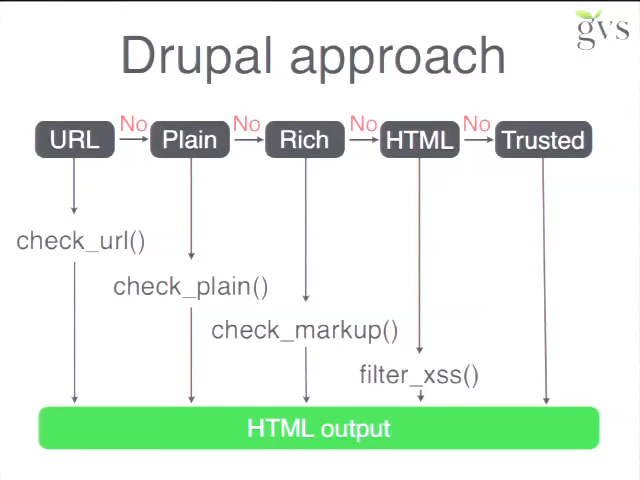 gvs
Drupal approach
No No No No
URL Plain Rich HTML Trusted
check_url()
check_plain()
check_markup()
filter_xss()
HTML output